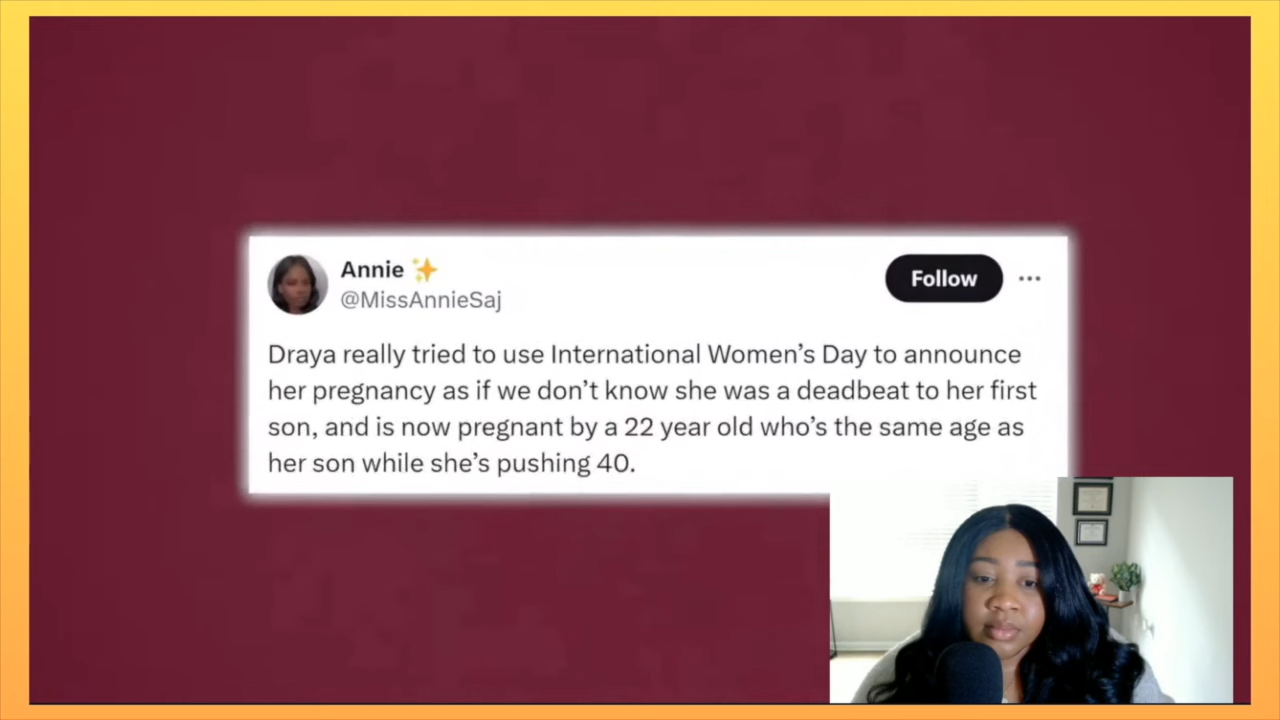 Annie ✨
@MissAnnieSaj
Follow
Draya really tried to use International Women’s Day to announce
her pregnancy as if we don’t know she was a deadbeat to her first
son, and is now pregnant by a 22 year old who’s the same age as
her son while she’s pushing 40.